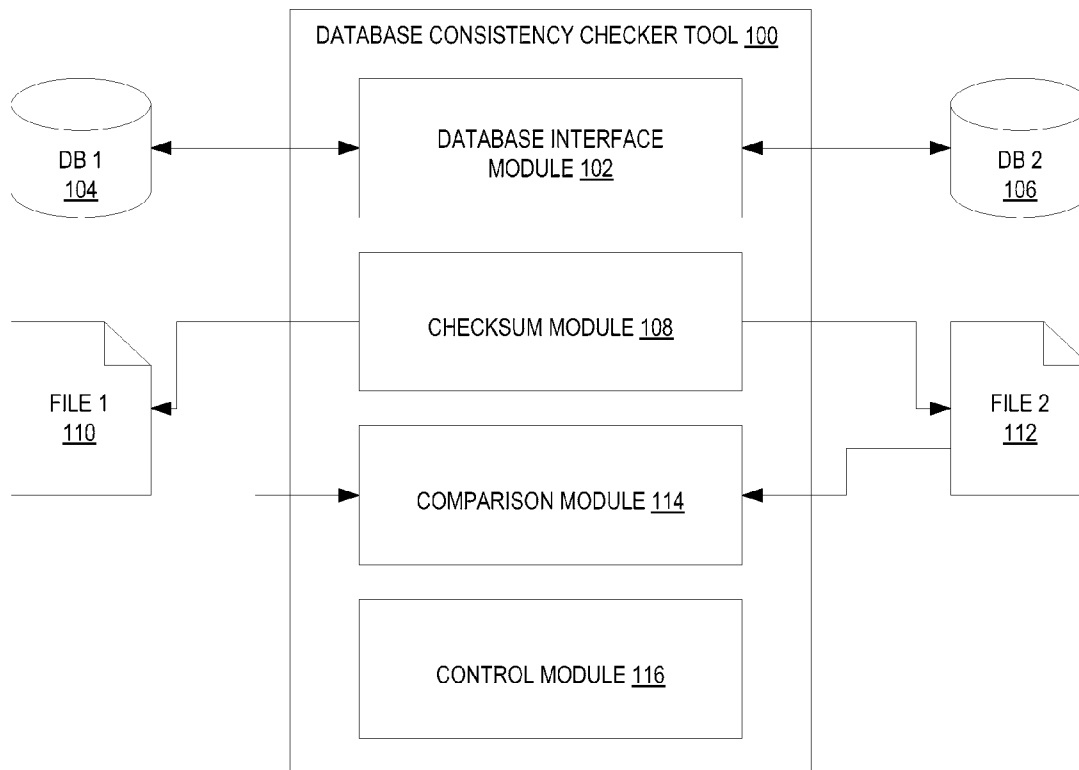 DATABASE CONSISTENCY CHECKER TOOL 100
DB 1
104
DATABASE INTERFACE
MODULE 102
DB 2
106
CHECKSUM MODULE 108
FILE 1
110
FILE 2
112
COMPARISON MODULE 114
CONTROL MODULE 116